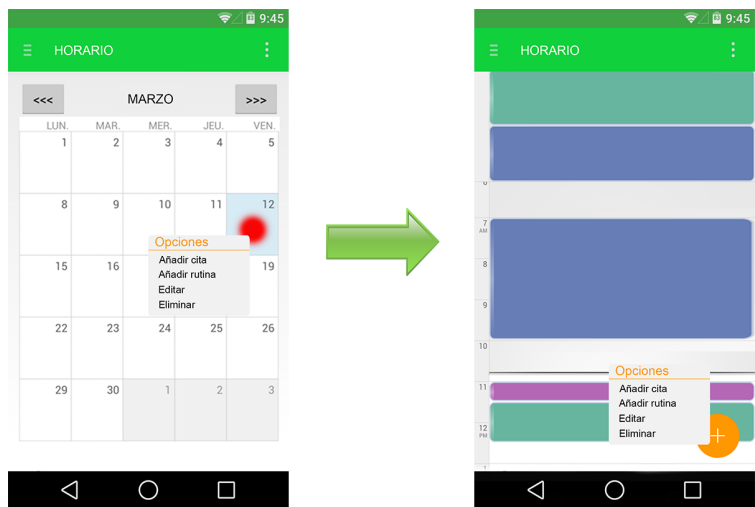 9:45
HORARIO
<<< MARZO >>>
LUN. MAR. MER. JEU. VEN.
1 2 3 4 5
8 9 10 11 12
Opciones
Añadir cita
Añadir rutina
Editar
Eliminar
15 16 19
22 23 24 25 26
29 30 1 2 3
9:45
HORARIO
7
AM
8
9
10
Opciones
11
Añadir cita
Añadir rutina
Editar
12
PM
Eliminar
+